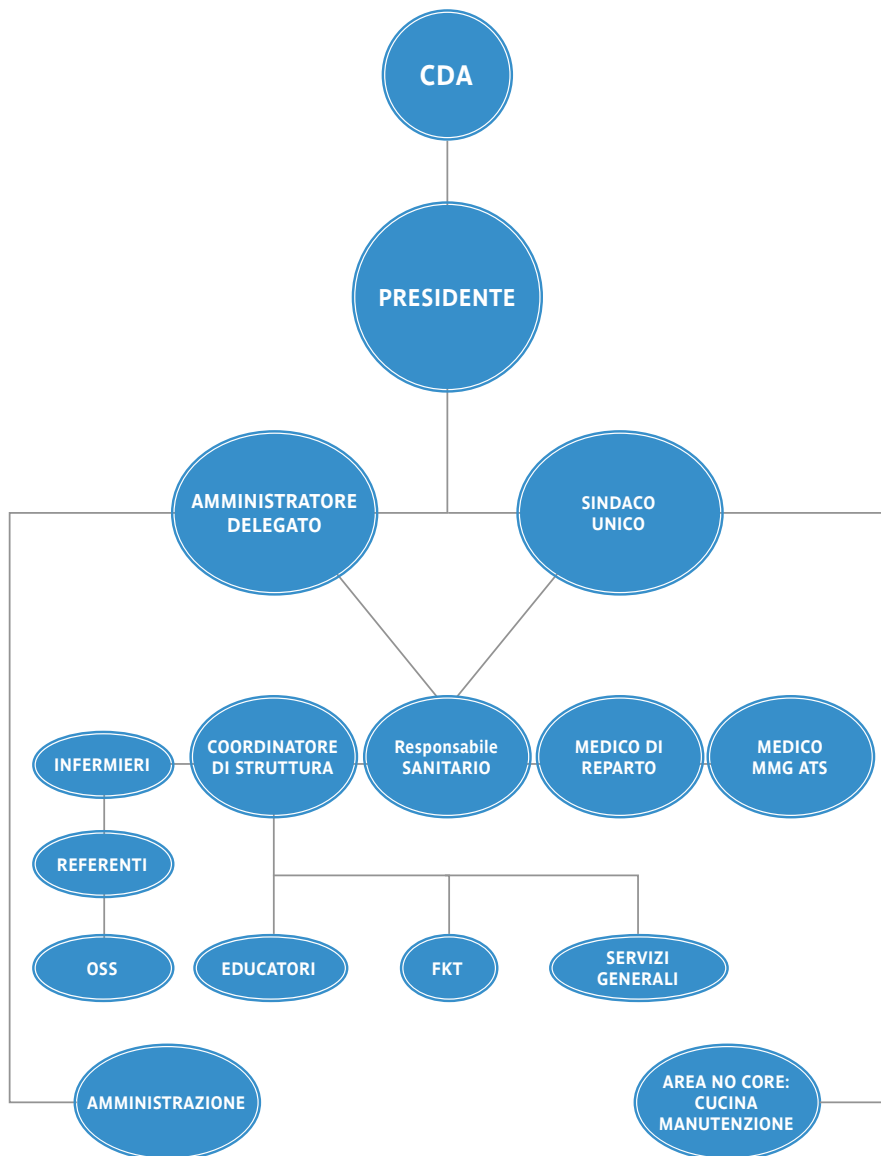 CDA
PRESIDENTE
AMMINISTRATORE
DELEGATO
SINDACO
UNICO
INFERMIERI
COORDINATORE
DI STRUTTURA
Responsabile
SANITARIO
MEDICO DI
REPARTO
MEDICO
MMG ATS
REFERENTI
OSS
EDUCATORI
FKT
SERVIZI
GENERALI
AMMINISTRAZIONE
AREA NO CORE:
CUCINA
MANUTENZIONE